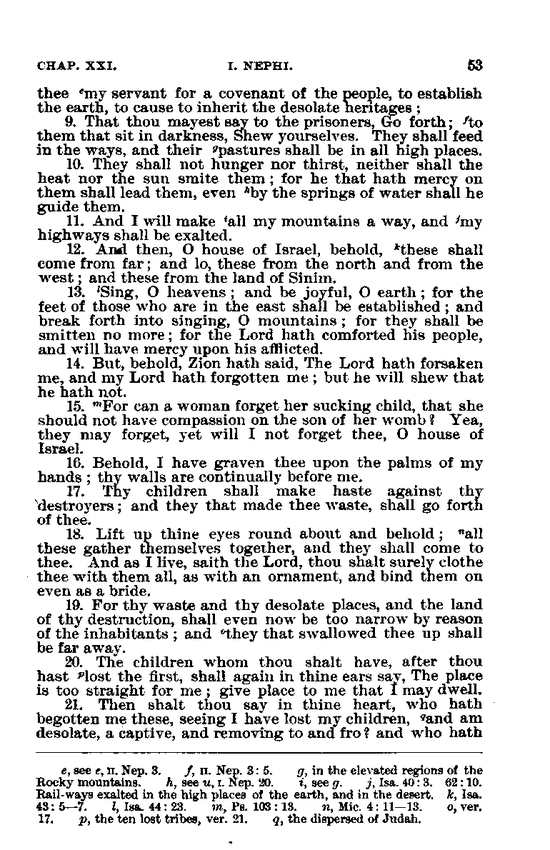 CHAP. XXI. I. NEPHI. 53
thee ᵉmy servant for a covenant of the people, to establish
the earth, to cause to inherit the desolate heritages;
9. That thou mayest say to the prisoners, Go forth; ᶠto
them that sit in darkness, Shew yourselves. They shall feed
in the ways, and their ᵍpastures shall be in all high places.
10. They shall not hunger nor thirst, neither shall the
heat nor the sun smite them; for he that hath mercy on
them shall lead them, even ʰby the springs of water shall he
guide them.
11. And I will make ⁱall my mountains a way, and ʲmy
highways shall be exalted.
12. And then, O house of Israel, behold, ᵏthese shall
come from far; and lo, these from the north and from the
west; and these from the land of Sinim.
13. ˡSing, O heavens; and be joyful, O earth; for the
feet of those who are in the east shall be established; and
break forth into singing, O mountains; for they shall be
smitten no more; for the Lord hath comforted his people,
and will have mercy upon his afflicted.
14. But, behold, Zion hath said, The Lord hath forsaken
me, and my Lord hath forgotten me; but he will shew that
he hath not.
15. ᵐFor can a woman forget her sucking child, that she
should not have compassion on the son of her womb? Yea,
they may forget, yet will I not forget thee, O house of
Israel.
16. Behold, I have graven thee upon the palms of my
hands; thy walls are continually before me.
17. Thy children shall make haste against thy
destroyers; and they that made thee waste, shall go forth
of thee.
18. Lift up thine eyes round about and behold; ⁿall
these gather themselves together, and they shall come to
thee. And as I live, saith the Lord, thou shalt surely clothe
thee with them all, as with an ornament, and bind them on
even as a bride.
19. For thy waste and thy desolate places, and the land
of thy destruction, shall even now be too narrow by reason
of the inhabitants; and ᵒthey that swallowed thee up shall
be far away.
20. The children whom thou shalt have, after thou
hast ᵖlost the first, shall again in thine ears say, The place
is too straight for me; give place to me that I may dwell.
21. Then shalt thou say in thine heart, who hath
begotten me these, seeing I have lost my children, qand am
desolate, a captive, and removing to and fro? and who hath
e, see e, II. Nep. 3. f, II. Nep. 3: 5. g, in the elevated regions of the
Rocky mountains. h, see u, I. Nep. 20. i, see g. j, Isa. 40: 3. 62: 10.
Rail-ways exalted in the high places of the earth, and in the desert. k, Isa.
43: 5—7. l, Isa. 44: 23. m, Ps. 103: 13. n, Mic. 4: 11—13. o, ver.
17. p, the ten lost tribes, ver. 21. q, the dispersed of Judah.